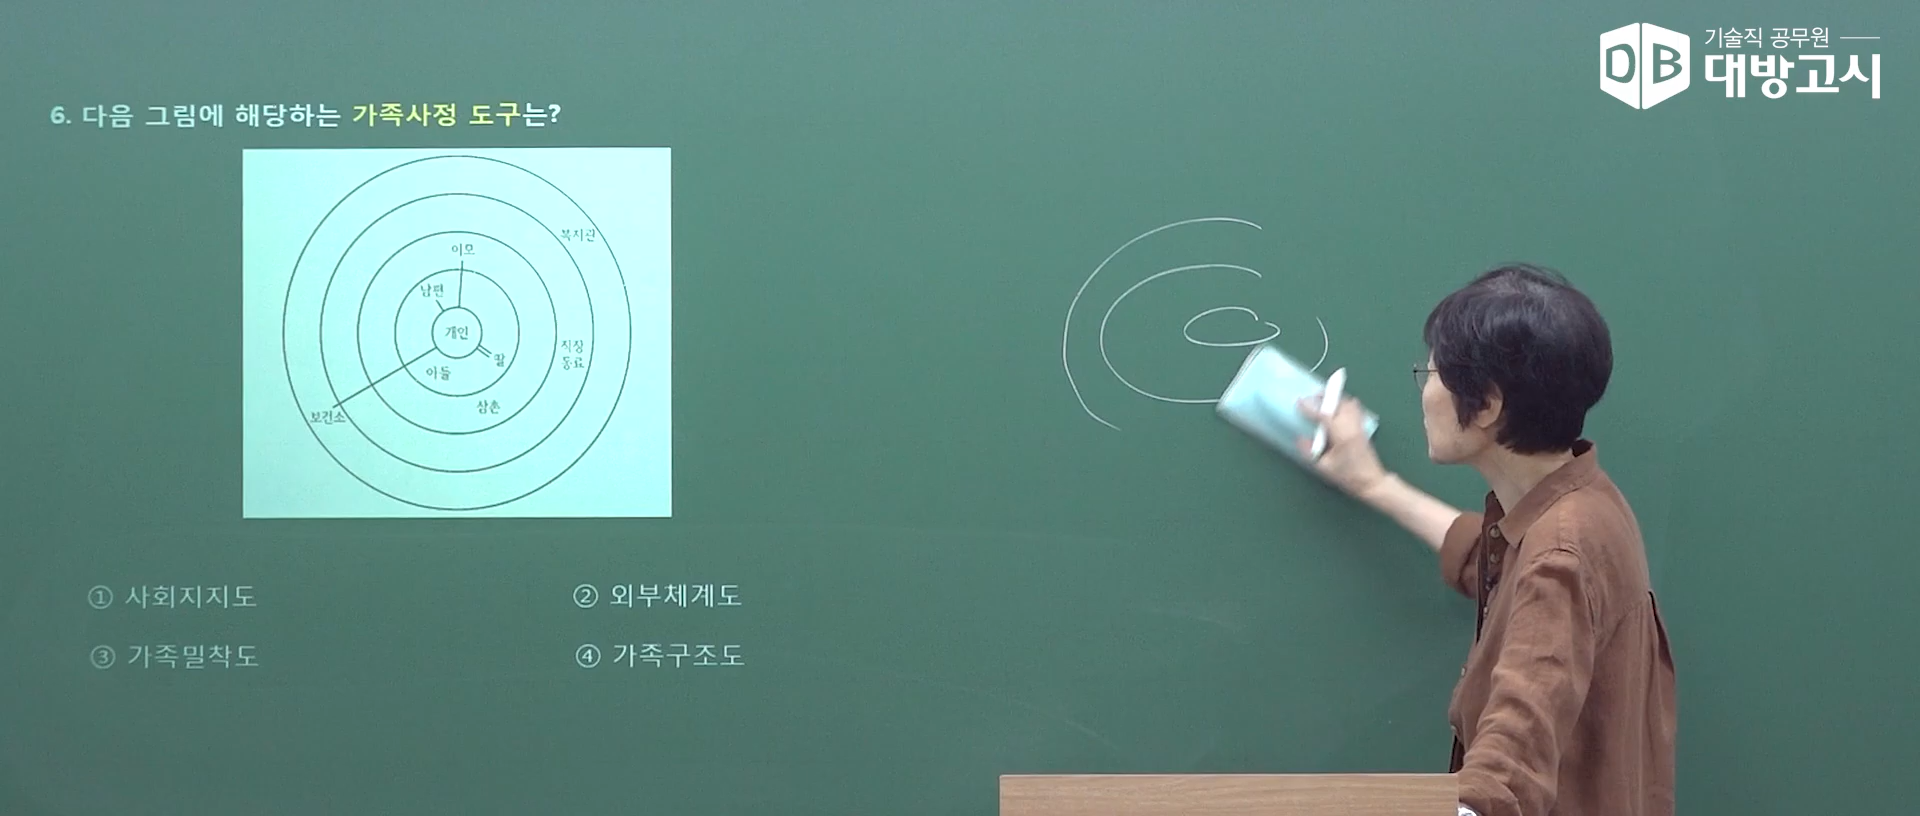 기술직 공무원
DB 대방고시
6. 다음 그림에 해당하는 가족사정 도구는?
복지관
이모
남편
개인
직장
동료
딸
아들
삼촌
보건소
① 사회지지도
② 외부체계도
③ 가족밀착도
④ 가족구조도